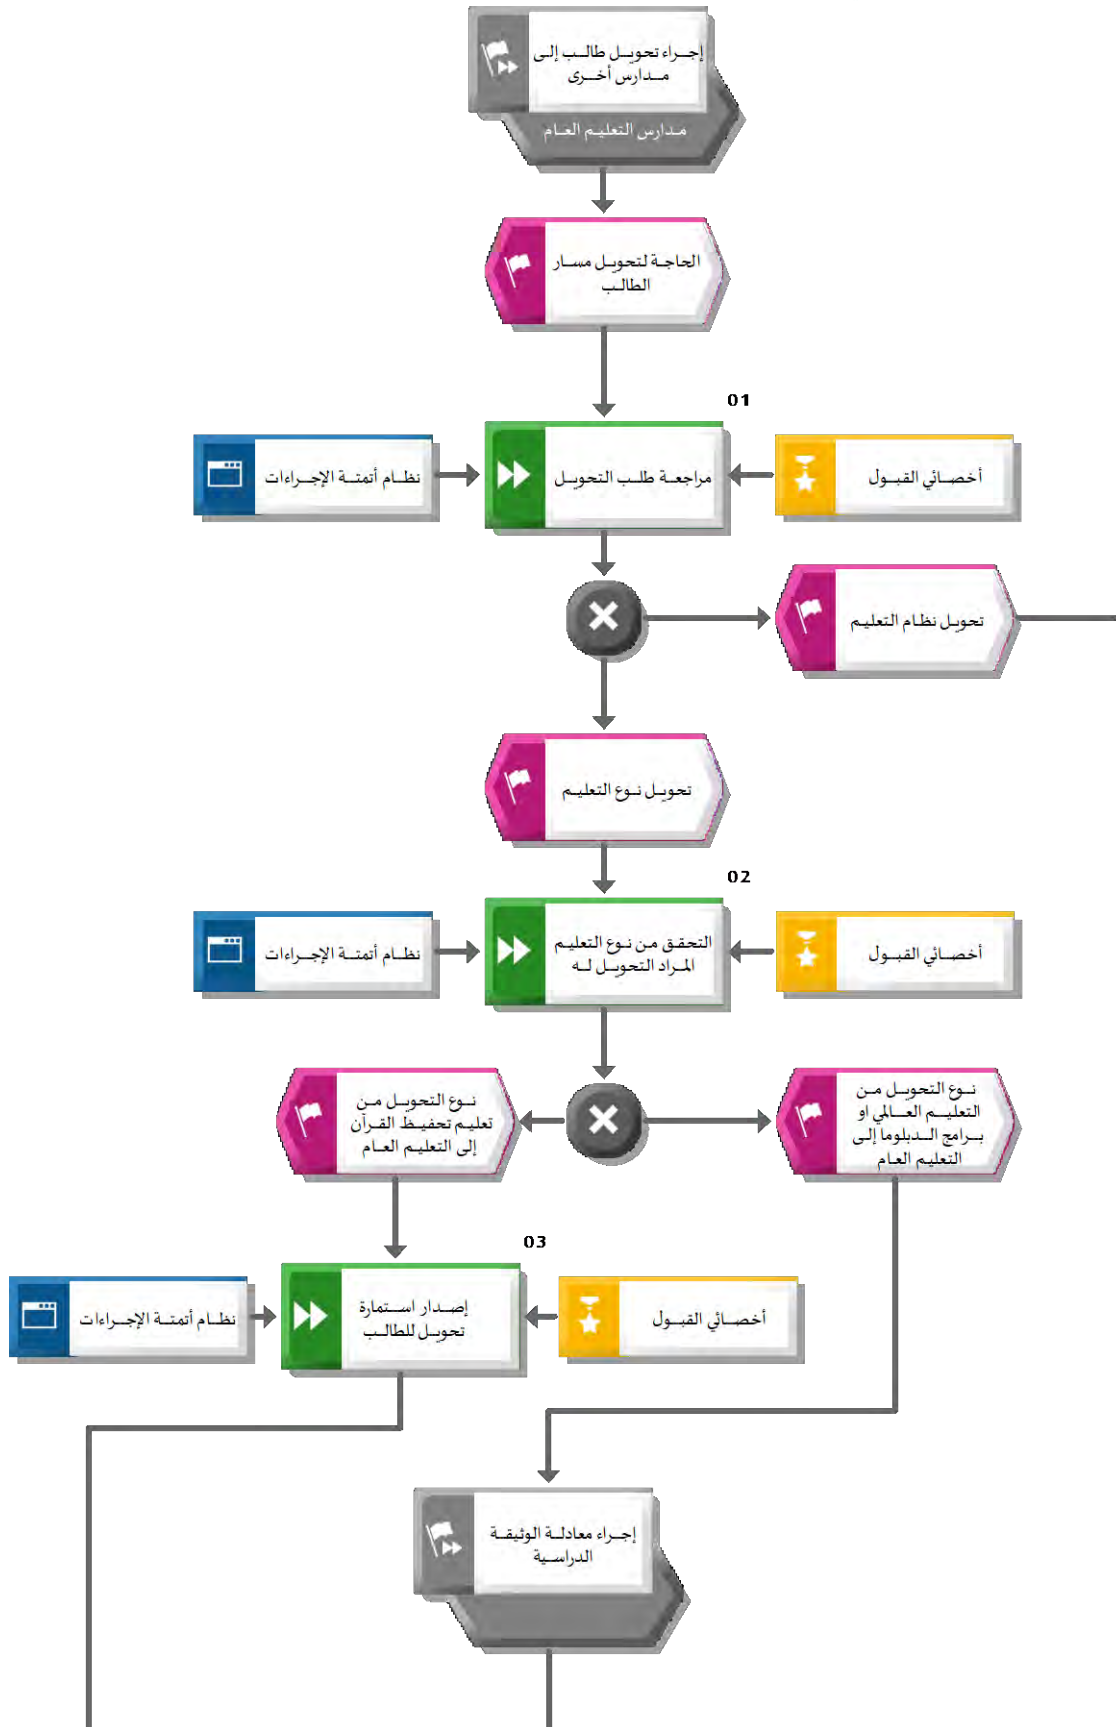 إجراء تحويل طالب إلى
مدارس أخرى
مدارس التعليم العام
الحاجة لتحويل مسار
الطالب
01
أخصائي القبول
مراجعة طلب التحويل
نظام أتمتة الإجراءات
تحويل نظام التعليم
تحويل نوع التعليم
02
أخصائي القبول
التحقق من نوع التعليم
المراد التحويل له
نظام أتمتة الإجراءات
نوع التحويل من
التعليم العالمي او
برامج الدبلوما إلى
التعليم العام
نوع التحويل من
تعليم تحفيظ القرآن
إلى التعليم العام
03
أخصائي القبول
إصدار استمارة
تحويل للطالب
نظام أتمتة الإجراءات
إجراء معادلة الوثيقة
الدراسية